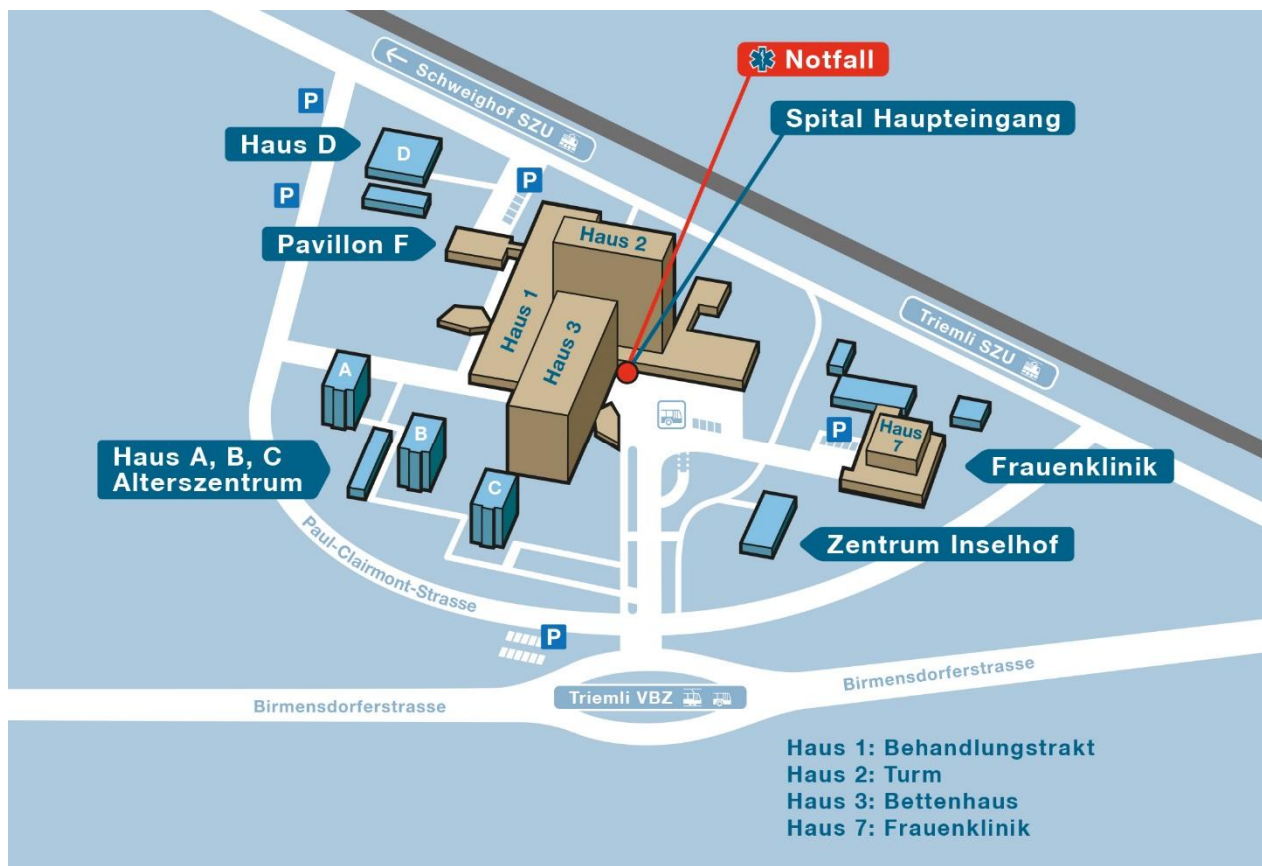 Notfall
Spital Haupteingang
← Schweighof SZU
P
Haus D
D
P
P
Pavillon F
Haus 2
Haus 1
Haus 3
Triemli SZU
A
B
C
Haus A, B, C
Alterszentrum
P
Haus
7
Frauenklinik
Zentrum Inselhof
Paul-Clairmont-Strasse
P
Birmensdorferstrasse
Triemli VBZ
Birmensdorferstrasse
Haus 1: Behandlungstrakt
Haus 2: Turm
Haus 3: Bettenhaus
Haus 7: Frauenklinik